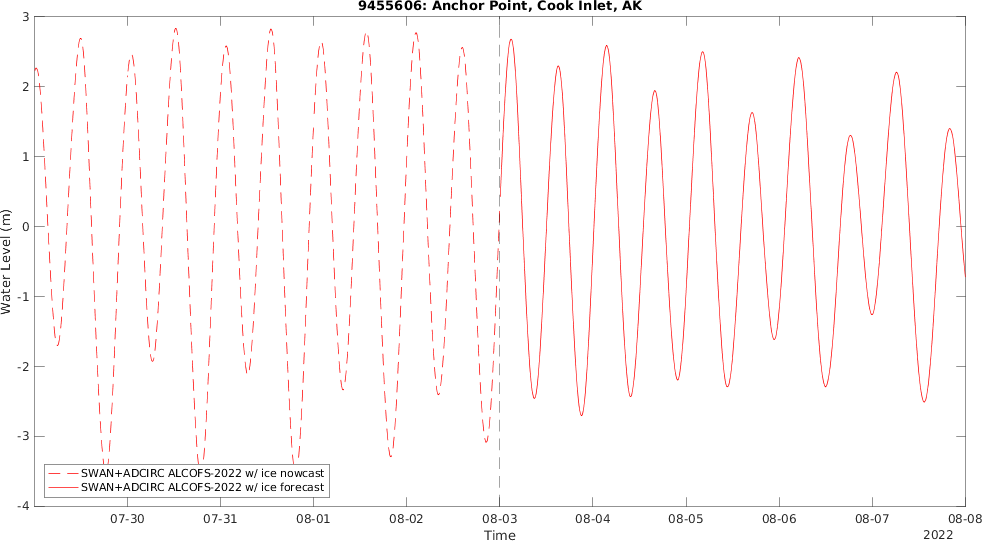 9455606: Anchor Point, Cook Inlet, AK
3
2
1
0
-1
-2
-3
-4
Water Level (m)
SWAN+ADCIRC ALCOFS-2022 w/ ice nowcast
SWAN+ADCIRC ALCOFS-2022 w/ ice forecast
07-30 07-31 08-01 08-02 08-03 08-04 08-05 08-06 08-07 08-08
Time
2022